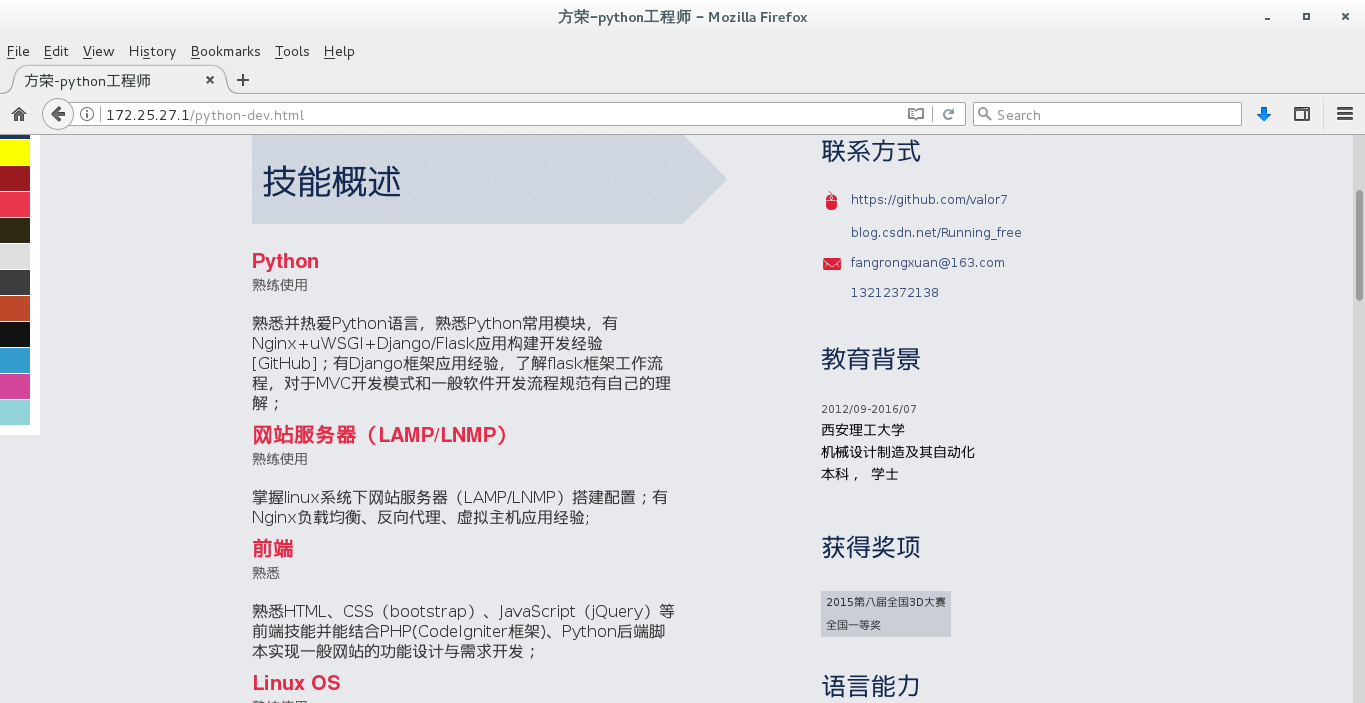 方荣-python工程师 - Mozilla Firefox
File Edit View History Bookmarks Tools Help
方荣-python工程师
172.25.27.1/python-dev.html
Search
技能概述
Python
熟练使用
熟悉并热爱Python语言，熟悉Python常用模块，有
Nginx+uWSGI+Django/Flask应用构建开发经验
[GitHub]；有Django框架应用经验，了解flask框架工作流
程，对于MVC开发模式和一般软件开发流程规范有自己的理
解；
网站服务器（LAMP/LNMP）
熟练使用
掌握linux系统下网站服务器（LAMP/LNMP）搭建配置；有
Nginx负载均衡、反向代理、虚拟主机应用经验;
前端
熟悉
熟悉HTML、CSS（bootstrap）、JavaScript（jQuery）等
前端技能并能结合PHP(CodeIgniter框架)、Python后端脚
本实现一般网站的功能设计与需求开发；
Linux OS
熟练使用
联系方式
https://github.com/valor7
blog.csdn.net/Running_free
fangrongxuan@163.com
13212372138
教育背景
2012/09-2016/07
西安理工大学
机械设计制造及其自动化
本科， 学士
获得奖项
2015第八届全国3D大赛
全国一等奖
语言能力